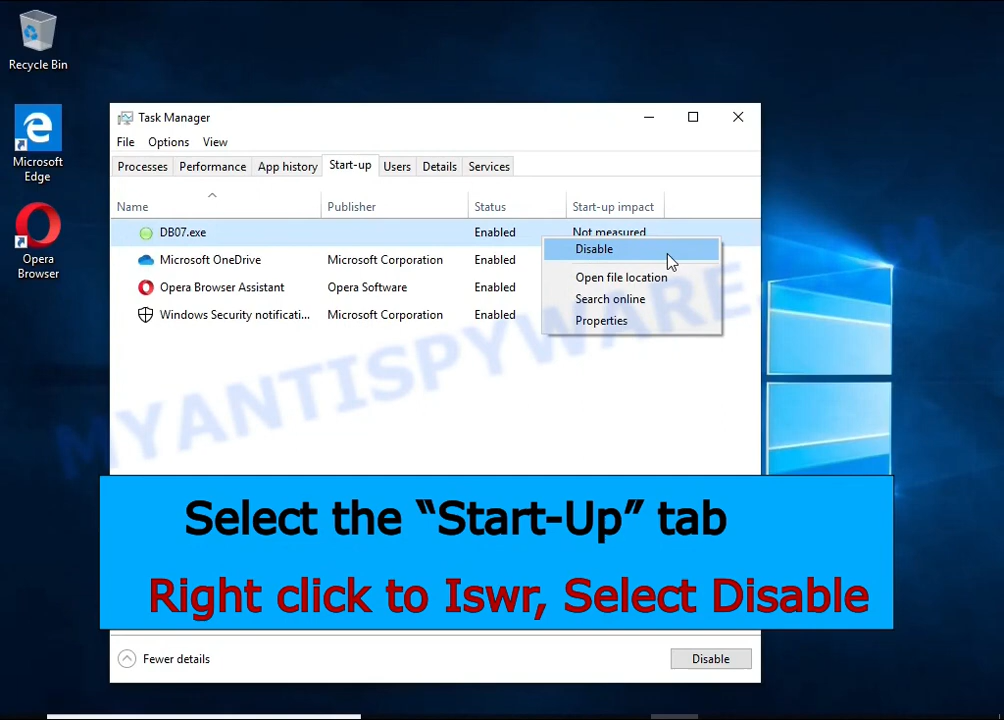 Recycle Bin
Microsoft
Edge
Opera
Browser
Task Manager
File Options View
Processes Performance App history Start-up Users Details Services
Name Publisher Status Start-up impact
DB07.exe Enabled Not measured
Microsoft OneDrive Microsoft Corporation Enabled
Opera Browser Assistant Opera Software Enabled
Windows Security notificati... Microsoft Corporation Enabled
Disable
Open file location
Search online
Properties
MYANTISPYWARE.COM
Select the “Start-Up” tab
Right click to Iswr, Select Disable
Fewer details Disable